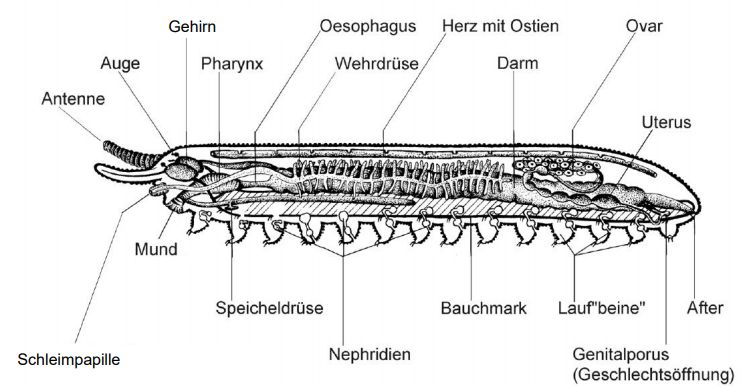 Gehirn
Oesophagus
Herz mit Ostien
Ovar
Auge
Pharynx
Wehrdrüse
Darm
Antenne
Uterus
Mund
Speicheldrüse
Bauchmark
Lauf"beine"
After
Schleimpapille
Nephridien
Genitalporus
(Geschlechtsöffnung)